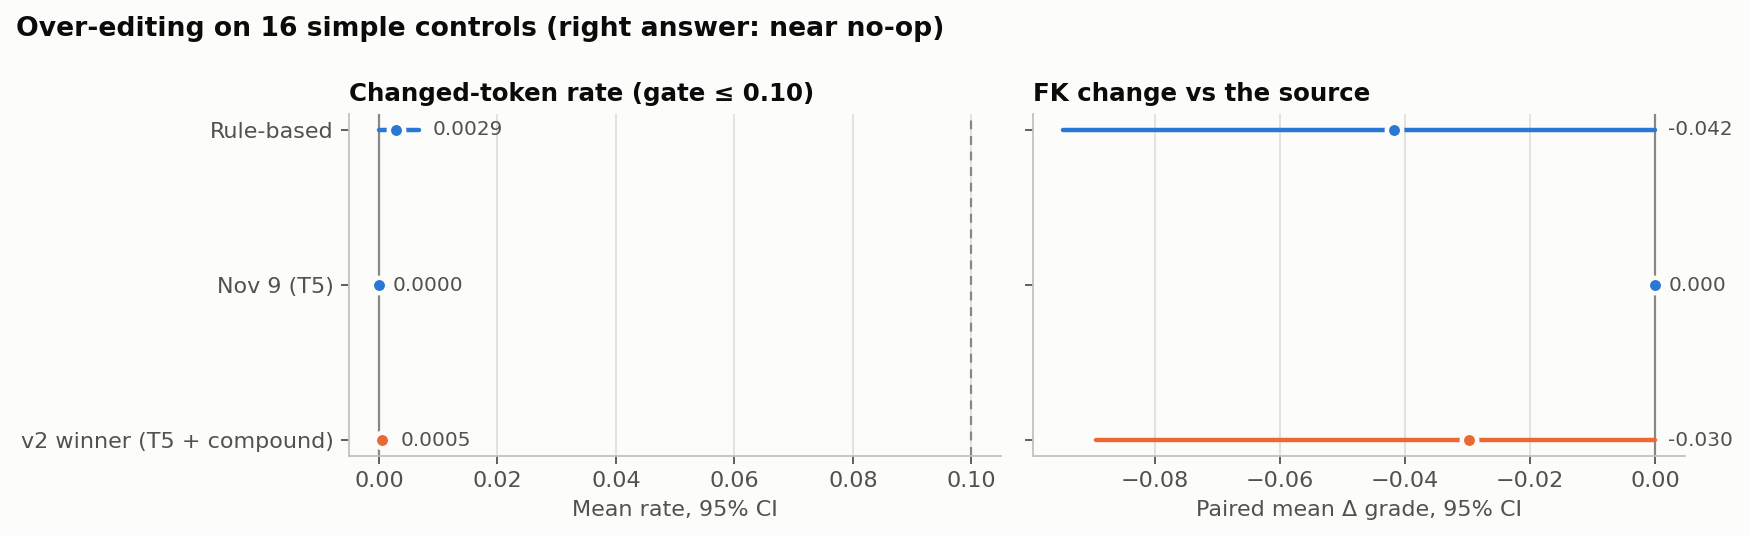 Over-editing on 16 simple controls (right answer: near no-op)
Changed-token rate (gate ≤ 0.10)
Rule-based
0.0029
Nov 9 (T5)
0.0000
v2 winner (T5 + compound)
0.0005
0.00 0.02 0.04 0.06 0.08 0.10
Mean rate, 95% CI
FK change vs the source
-0.042
0.000
-0.030
−0.08 −0.06 −0.04 −0.02 0.00
Paired mean Δ grade, 95% CI